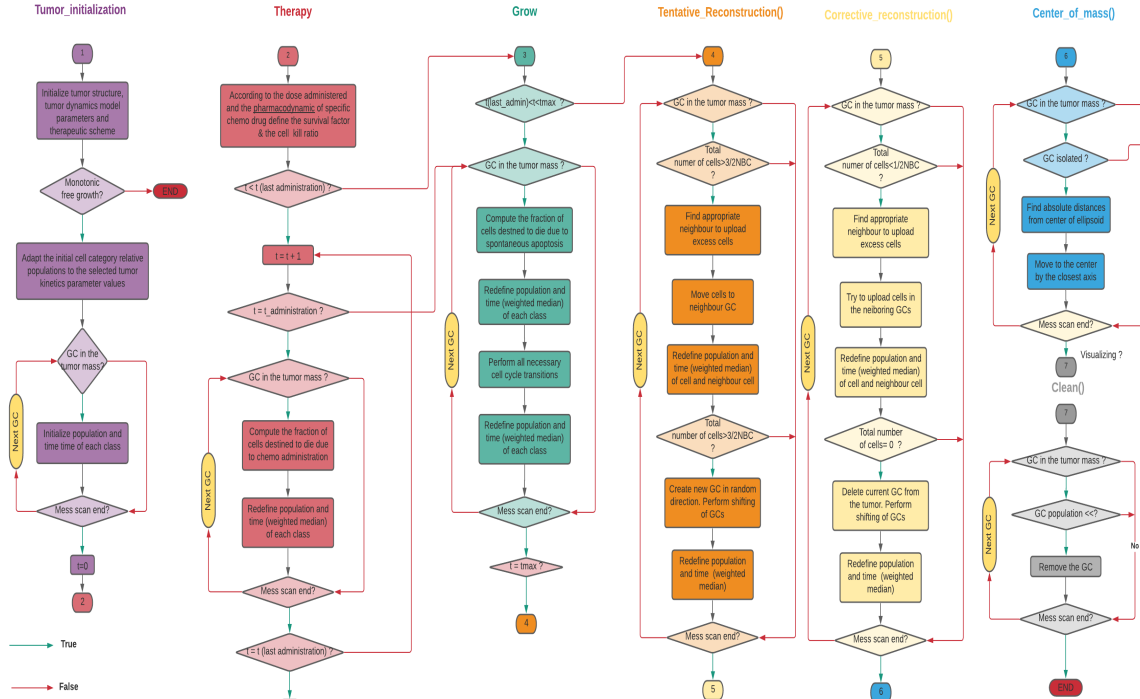 Tumor_initialization
1
Initialize tumor structure,
tumor dynamics model
parameters and
therapeutic scheme
Monotonic
free growth?
END
Adapt the initial cell category relative
populations to the selected tumor
kinetics parameter values
GC in the
tumor mass?
Next GC
Initialize population and
time time of each class
Mess scan end?
t=0
2
True
False
Therapy
2
According to the dose administered
and the pharmacodynamic of specific
chemo drug define the survival factor
& the cell kill ratio
t < t (last administration) ?
t = t + 1
t = t_administration ?
GC in the tumor mass ?
Next GC
Compute the fraction of
cells destined to die due
to chemo administration
Redefine population and
time (weighted median)
of each class
Mess scan end?
t = t (last administration) ?
Grow
3
t(last_admin)<t<tmax ?
GC in the tumor mass ?
Next GC
Compute the fraction of
cells destned to die due to
spontaneous apoptosis
Redefine population and
time (weighted median)
of each class
Perform all necessary
cell cycle transitions
Redefine population and
time (weighted median)
of each class
Mess scan end?
t = tmax ?
4
Tentative_Reconstruction()
4
GC in the tumor mass ?
Total
numer of cells>3/2NBC
?
Next GC
Find appropriate
neighbour to upload
excess cells
Move cells to
neighbour GC
Redefine population and
time (weighted median)
of cell and neighbour cell
Total
number of cells>3/2NBC
?
Create new GC in random
direction. Perform shifting
of GCs
Redefine population
and time (weighted
median)
Mess scan end?
5
Corrective_reconstruction()
5
GC in the tumor mass ?
Total
numer of cells<1/2NBC
?
Next GC
Find appropriate
neighbour to upload
excess cells
Try to upload cells in
the neiboring GCs
Redefine population and
time (weighted median)
of cell and neighbour cell
Total number
of cells= 0 ?
Delete current GC from
the tumor. Perform
shifting of GCs
Redefine population
and time (weighted
median)
Mess scan end?
6
Center_of_mass()
6
GC in the tumor mass ?
GC isolated ?
Next GC
Find absolute distances
from center of ellipsoid
Move to the center
by the closest axis
Mess scan end?
Visualizing ?
7
Clean()
7
GC in the tumor mass ?
GC population <<?
Next GC
No
Remove the GC
Mess scan end?
END